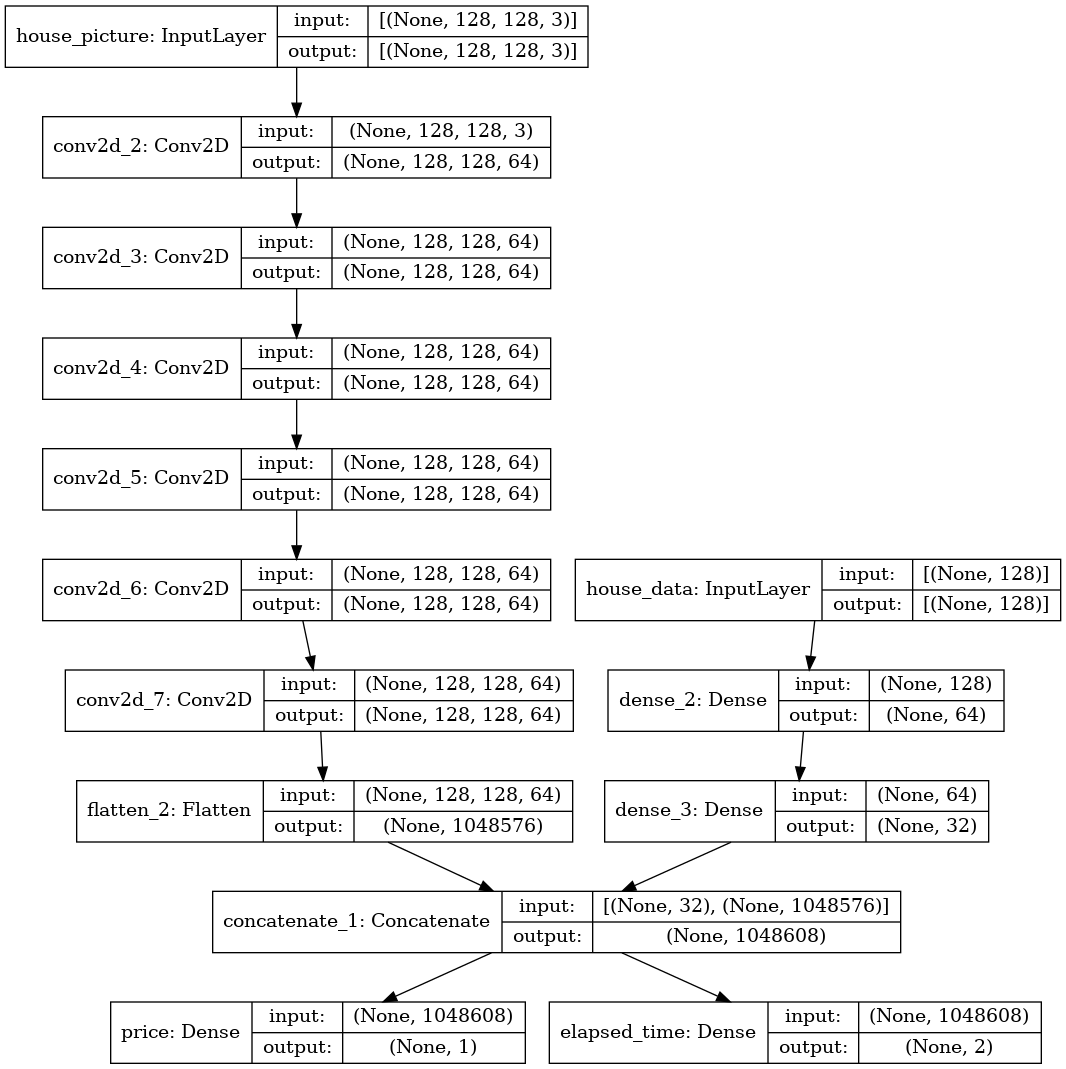 house_picture: InputLayer
input: [(None, 128, 128, 3)]
output: [(None, 128, 128, 3)]
conv2d_2: Conv2D
input: (None, 128, 128, 3)
output: (None, 128, 128, 64)
conv2d_3: Conv2D
input: (None, 128, 128, 64)
output: (None, 128, 128, 64)
conv2d_4: Conv2D
input: (None, 128, 128, 64)
output: (None, 128, 128, 64)
conv2d_5: Conv2D
input: (None, 128, 128, 64)
output: (None, 128, 128, 64)
conv2d_6: Conv2D
input: (None, 128, 128, 64)
output: (None, 128, 128, 64)
house_data: InputLayer
input: [(None, 128)]
output: [(None, 128)]
conv2d_7: Conv2D
input: (None, 128, 128, 64)
output: (None, 128, 128, 64)
dense_2: Dense
input: (None, 128)
output: (None, 64)
flatten_2: Flatten
input: (None, 128, 128, 64)
output: (None, 1048576)
dense_3: Dense
input: (None, 64)
output: (None, 32)
concatenate_1: Concatenate
input: [(None, 32), (None, 1048576)]
output: (None, 1048608)
price: Dense
input: (None, 1048608)
output: (None, 1)
elapsed_time: Dense
input: (None, 1048608)
output: (None, 2)